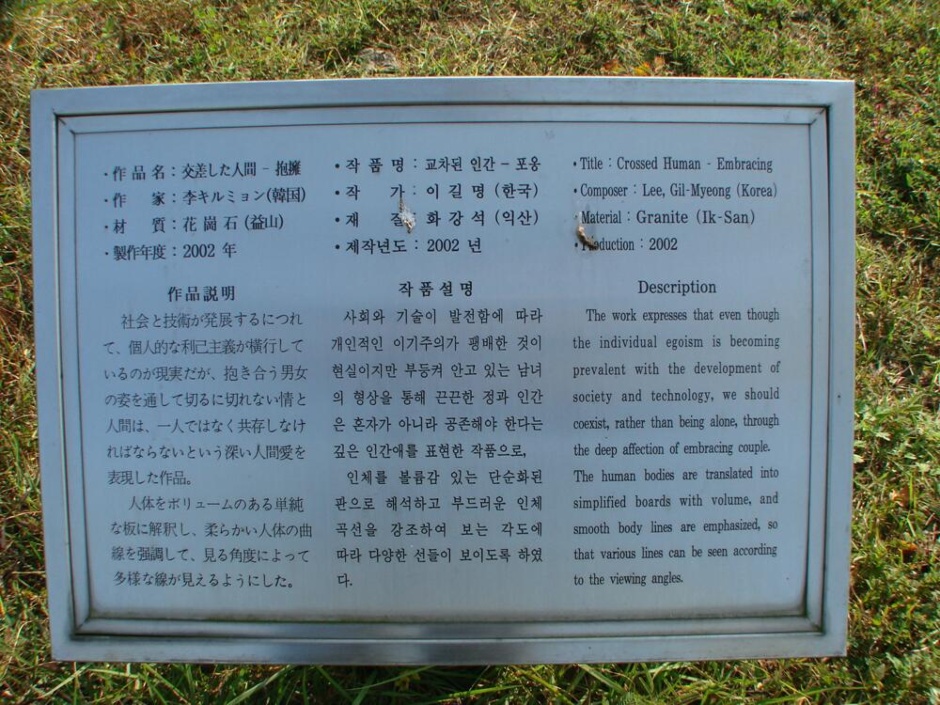 ・作品名：交差した人間 - 抱擁
・作　家：李キルミョン(韓国)
・材　質：花崗石(益山)
・製作年度：2002 年
作品説明
社会と技術が発展するにつれ
て、個人的な利己主義が横行して
いるのが現実だが、抱き合う男女
の姿を通して切るに切れない情と
人間は、一人ではなく共存しなけ
ればならないという深い人間愛を
表現した作品。
人体をボリュームのある単純
な板に解釈し、柔らかい人体の曲
線を強調して、見る角度によって
多様な線が見えるようにした。
・작 품 명 : 교차된 인간 - 포옹
・작　　가 : 이 길 명 (한국)
・재　　질 : 화 강 석 (익산)
・제작년도 : 2002 년
작 품 설 명
사회와 기술이 발전함에 따라
개인적인 이기주의가 팽배한 것이
현실이지만 부둥켜 안고 있는 남녀
의 형상을 통해 끈끈한 정과 인간
은 혼자가 아니라 공존해야 한다는
깊은 인간애를 표현한 작품으로,
인체를 볼륨감 있는 단순화된
판으로 해석하고 부드러운 인체
곡선을 강조하여 보는 각도에
따라 다양한 선들이 보이도록 하였
다.
・Title : Crossed Human - Embracing
・Composer : Lee, Gil-Myeong (Korea)
・Material : Granite (Ik-San)
・Production : 2002
Description
The work expresses that even though
the individual egoism is becoming
prevalent with the development of
society and technology, we should
coexist, rather than being alone, through
the deep affection of embracing couple.
The human bodies are translated into
simplified boards with volume, and
smooth body lines are emphasized, so
that various lines can be seen according
to the viewing angles.